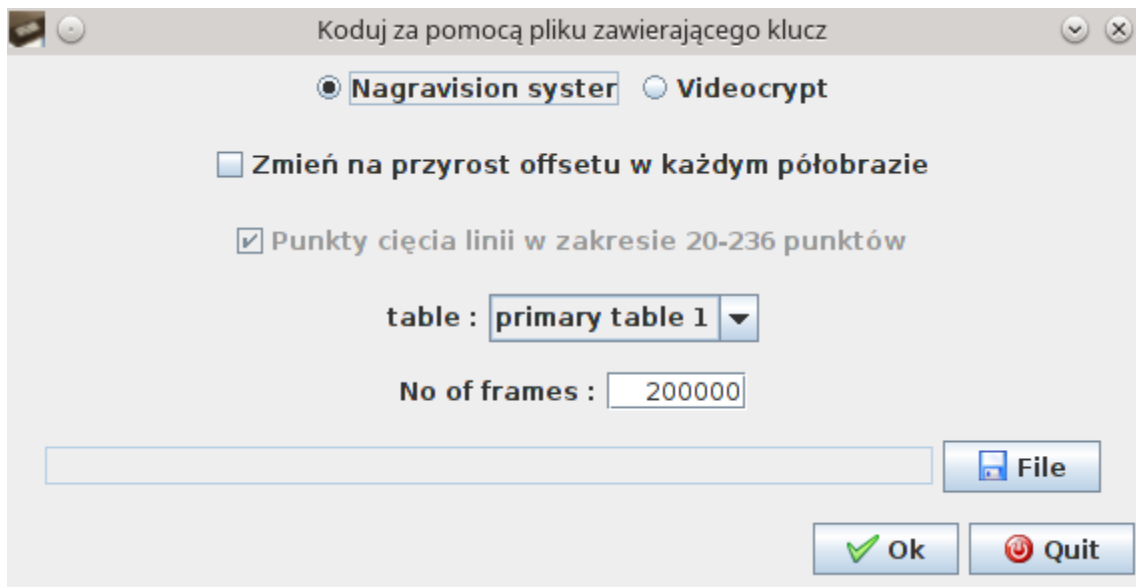 Koduj za pomocą pliku zawierającego klucz
Nagravision syster Videocrypt
Zmień na przyrost offsetu w każdym półobrazie
Punkty cięcia linii w zakresie 20-236 punktów
table : primary table 1
No of frames : 200000
File
Ok Quit